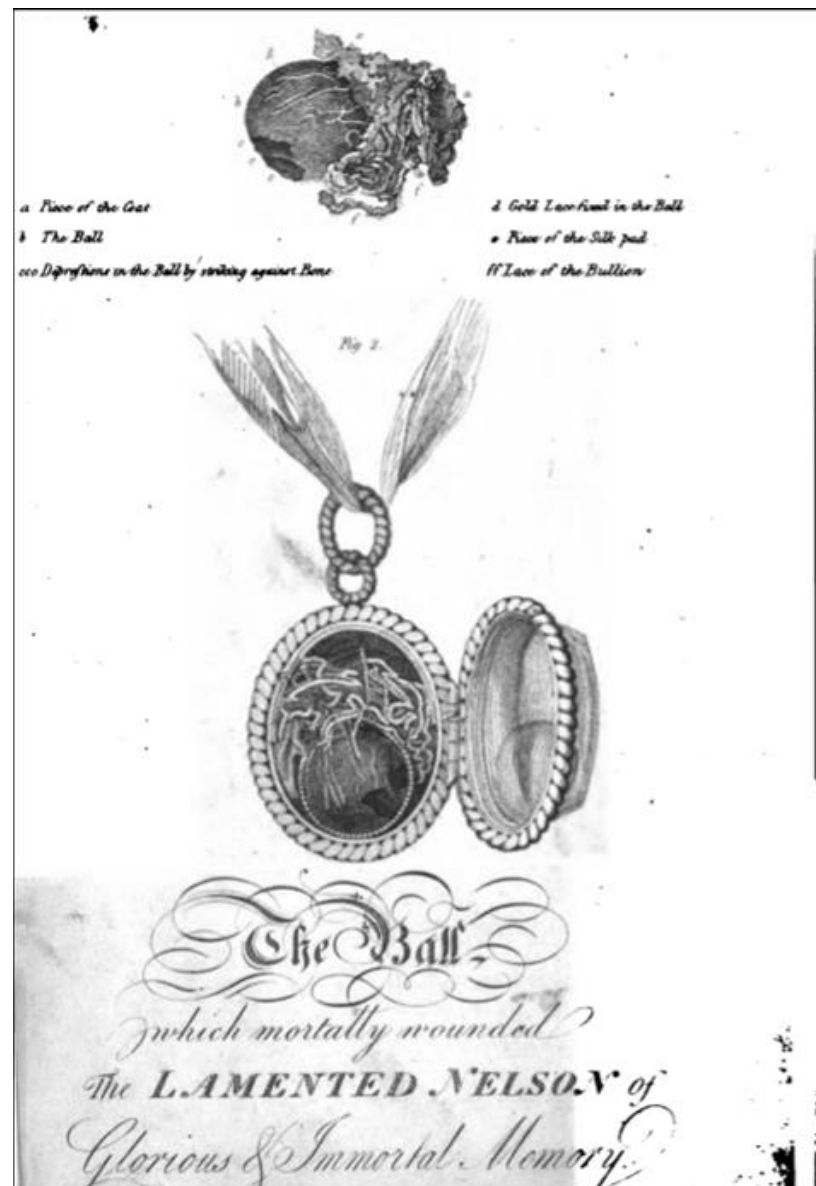 a Piece of the Coat
b The Ball
ccc Depreſsions in the Ball by striking against Bone
d Gold Lace fixed in the Ball
e Piece of the Silk pad
ff Lace of the Bullion
Fig 2.
The Ball,
which mortally wounded
The LAMENTED NELSON of
Glorious & Immortal Memory.